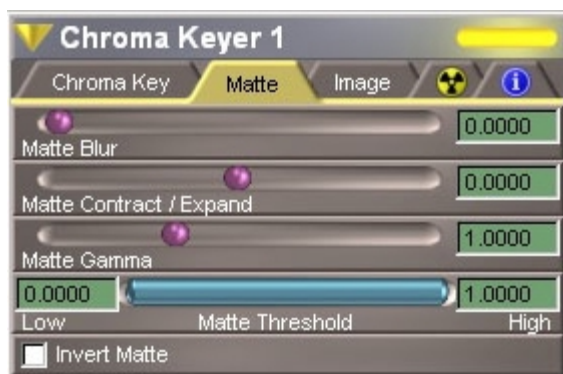 Chroma Keyer 1
Chroma Key Matte Image
0.0000
Matte Blur
0.0000
Matte Contract / Expand
1.0000
Matte Gamma
0.0000 1.0000
Low Matte Threshold High
Invert Matte